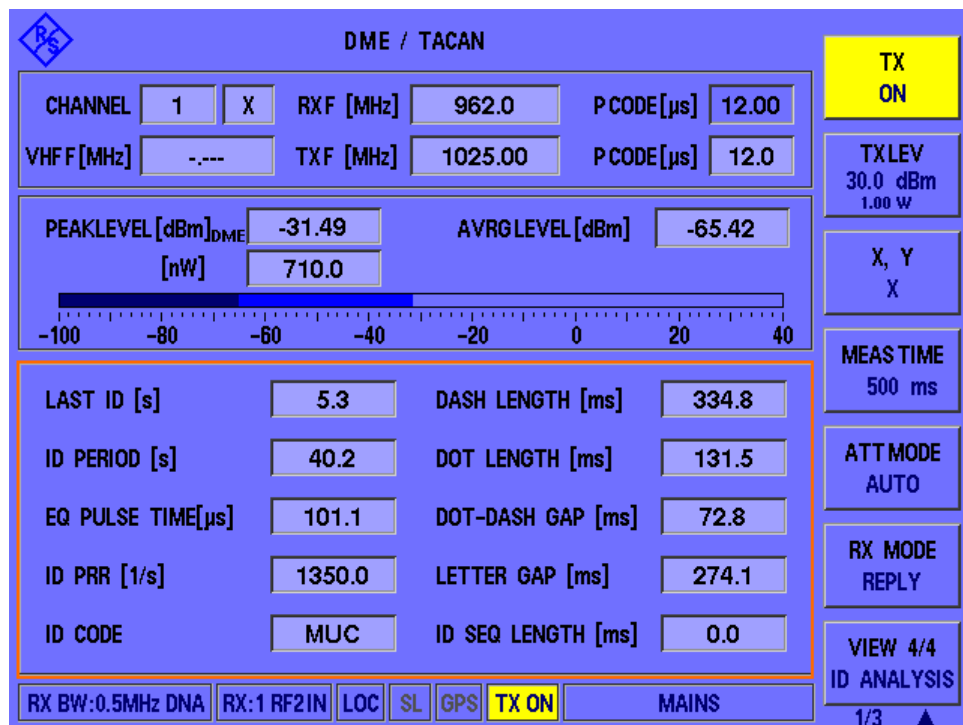 R/S
DME / TACAN
CHANNEL 1 X RXF [MHz] 962.0 P CODE[µs] 12.00
VHF F[MHz] -.--- TXF [MHz] 1025.00 P CODE[µs] 12.0
PEAKLEVEL[dBm]DME -31.49 AVRG LEVEL[dBm] -65.42
[nW] 710.0
-100 -80 -60 -40 -20 0 20 40
LAST ID [s] 5.3 DASH LENGTH [ms] 334.8
ID PERIOD [s] 40.2 DOT LENGTH [ms] 131.5
EQ PULSE TIME[µs] 101.1 DOT-DASH GAP [ms] 72.8
ID PRR [1/s] 1350.0 LETTER GAP [ms] 274.1
ID CODE MUC ID SEQ LENGTH [ms] 0.0
RX BW:0.5MHz DNA RX:1 RF2IN LOC SL GPS TX ON MAINS
TX
ON
TXLEV
30.0 dBm
1.00 W
X, Y
X
MEAS TIME
500 ms
ATT MODE
AUTO
RX MODE
REPLY
VIEW 4/4
ID ANALYSIS
1/3